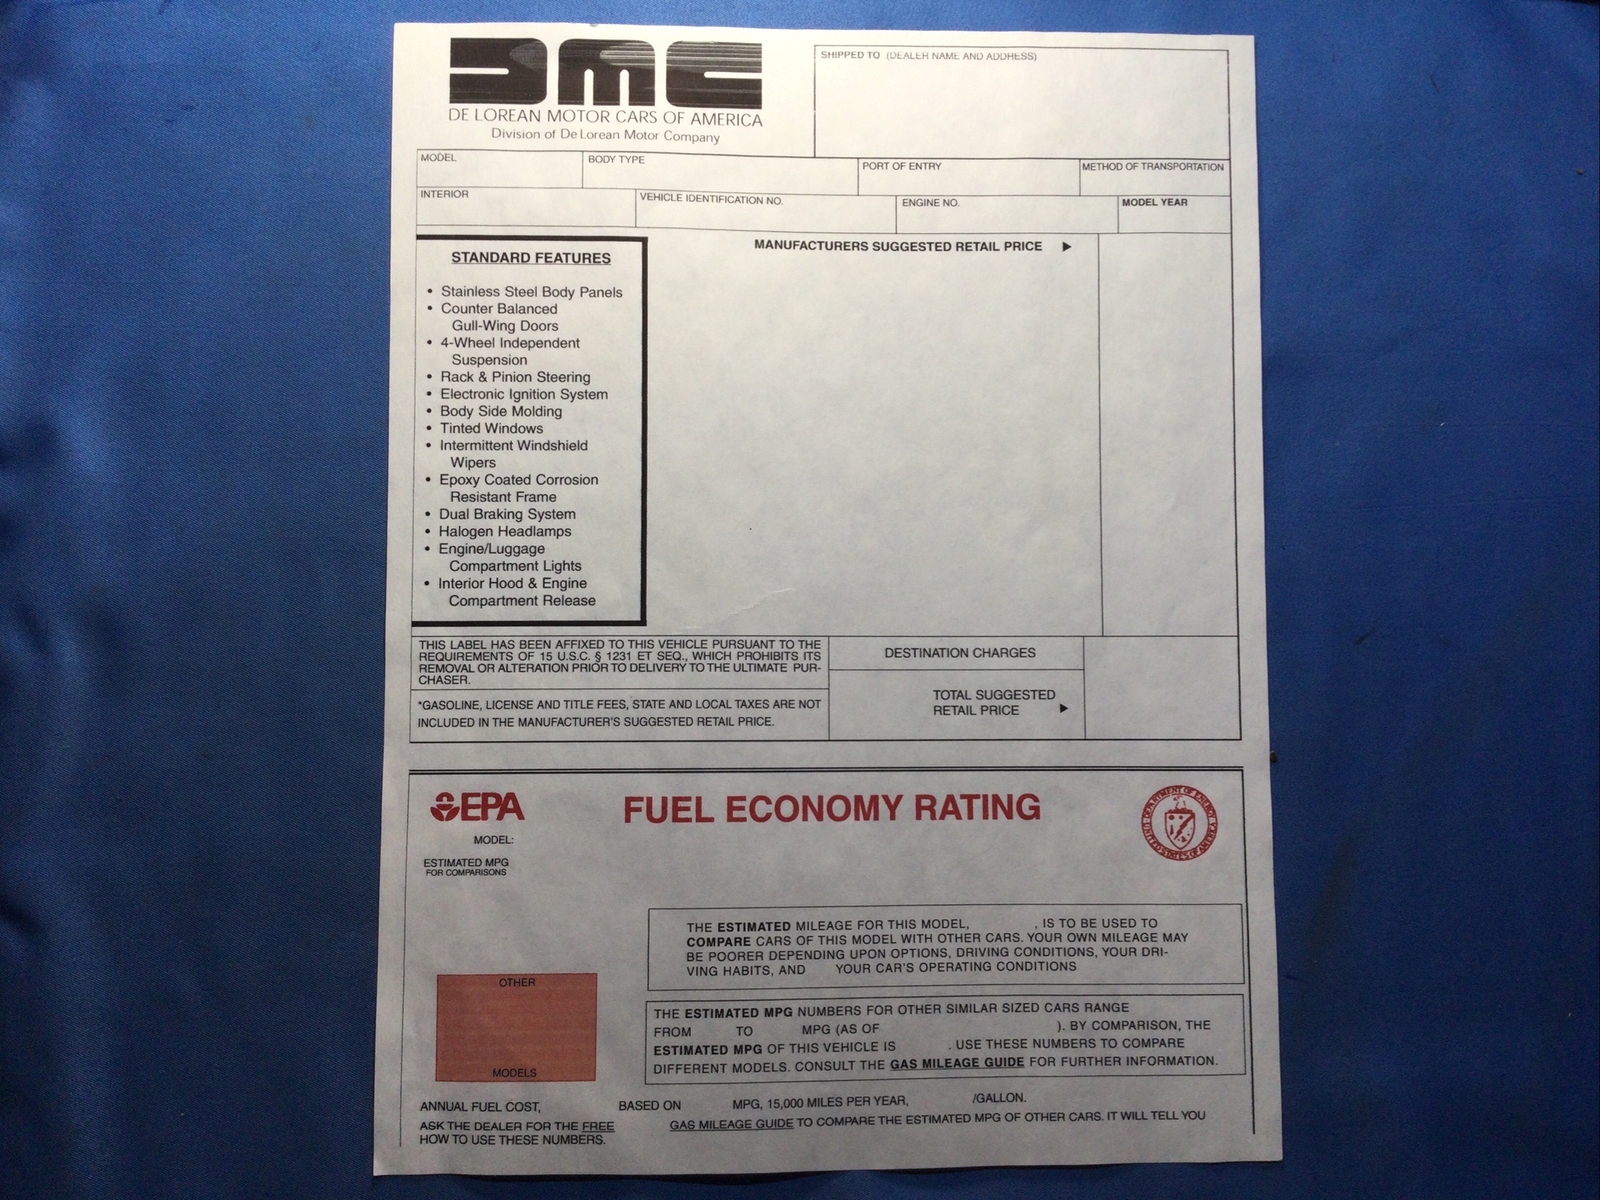 DMC
DE LOREAN MOTOR CARS OF AMERICA
Division of De Lorean Motor Company
SHIPPED TO (DEALER NAME AND ADDRESS)
MODEL
BODY TYPE
PORT OF ENTRY
METHOD OF TRANSPORTATION
INTERIOR
VEHICLE IDENTIFICATION NO.
ENGINE NO.
MODEL YEAR
STANDARD FEATURES
• Stainless Steel Body Panels
• Counter Balanced
Gull-Wing Doors
• 4-Wheel Independent
Suspension
• Rack & Pinion Steering
• Electronic Ignition System
• Body Side Molding
• Tinted Windows
• Intermittent Windshield
Wipers
• Epoxy Coated Corrosion
Resistant Frame
• Dual Braking System
• Halogen Headlamps
• Engine/Luggage
Compartment Lights
• Interior Hood & Engine
Compartment Release
MANUFACTURERS SUGGESTED RETAIL PRICE ▶
THIS LABEL HAS BEEN AFFIXED TO THIS VEHICLE PURSUANT TO THE
REQUIREMENTS OF 15 U.S.C. § 1231 ET SEQ., WHICH PROHIBITS ITS
REMOVAL OR ALTERATION PRIOR TO DELIVERY TO THE ULTIMATE PUR-
CHASER.
*GASOLINE, LICENSE AND TITLE FEES, STATE AND LOCAL TAXES ARE NOT
INCLUDED IN THE MANUFACTURER'S SUGGESTED RETAIL PRICE.
DESTINATION CHARGES
TOTAL SUGGESTED
RETAIL PRICE ▶
EPA
FUEL ECONOMY RATING
DEPARTMENT OF ENERGY
UNITED STATES OF AMERICA
MODEL:
ESTIMATED MPG
FOR COMPARISONS
THE ESTIMATED MILEAGE FOR THIS MODEL, , IS TO BE USED TO
COMPARE CARS OF THIS MODEL WITH OTHER CARS. YOUR OWN MILEAGE MAY
BE POORER DEPENDING UPON OPTIONS, DRIVING CONDITIONS, YOUR DRI-
VING HABITS, AND YOUR CAR'S OPERATING CONDITIONS
OTHER
MODELS
THE ESTIMATED MPG NUMBERS FOR OTHER SIMILAR SIZED CARS RANGE
FROM TO MPG (AS OF ). BY COMPARISON, THE
ESTIMATED MPG OF THIS VEHICLE IS . USE THESE NUMBERS TO COMPARE
DIFFERENT MODELS. CONSULT THE GAS MILEAGE GUIDE FOR FURTHER INFORMATION.
ANNUAL FUEL COST, BASED ON MPG, 15,000 MILES PER YEAR, /GALLON.
ASK THE DEALER FOR THE FREE GAS MILEAGE GUIDE TO COMPARE THE ESTIMATED MPG OF OTHER CARS. IT WILL TELL YOU
HOW TO USE THESE NUMBERS.